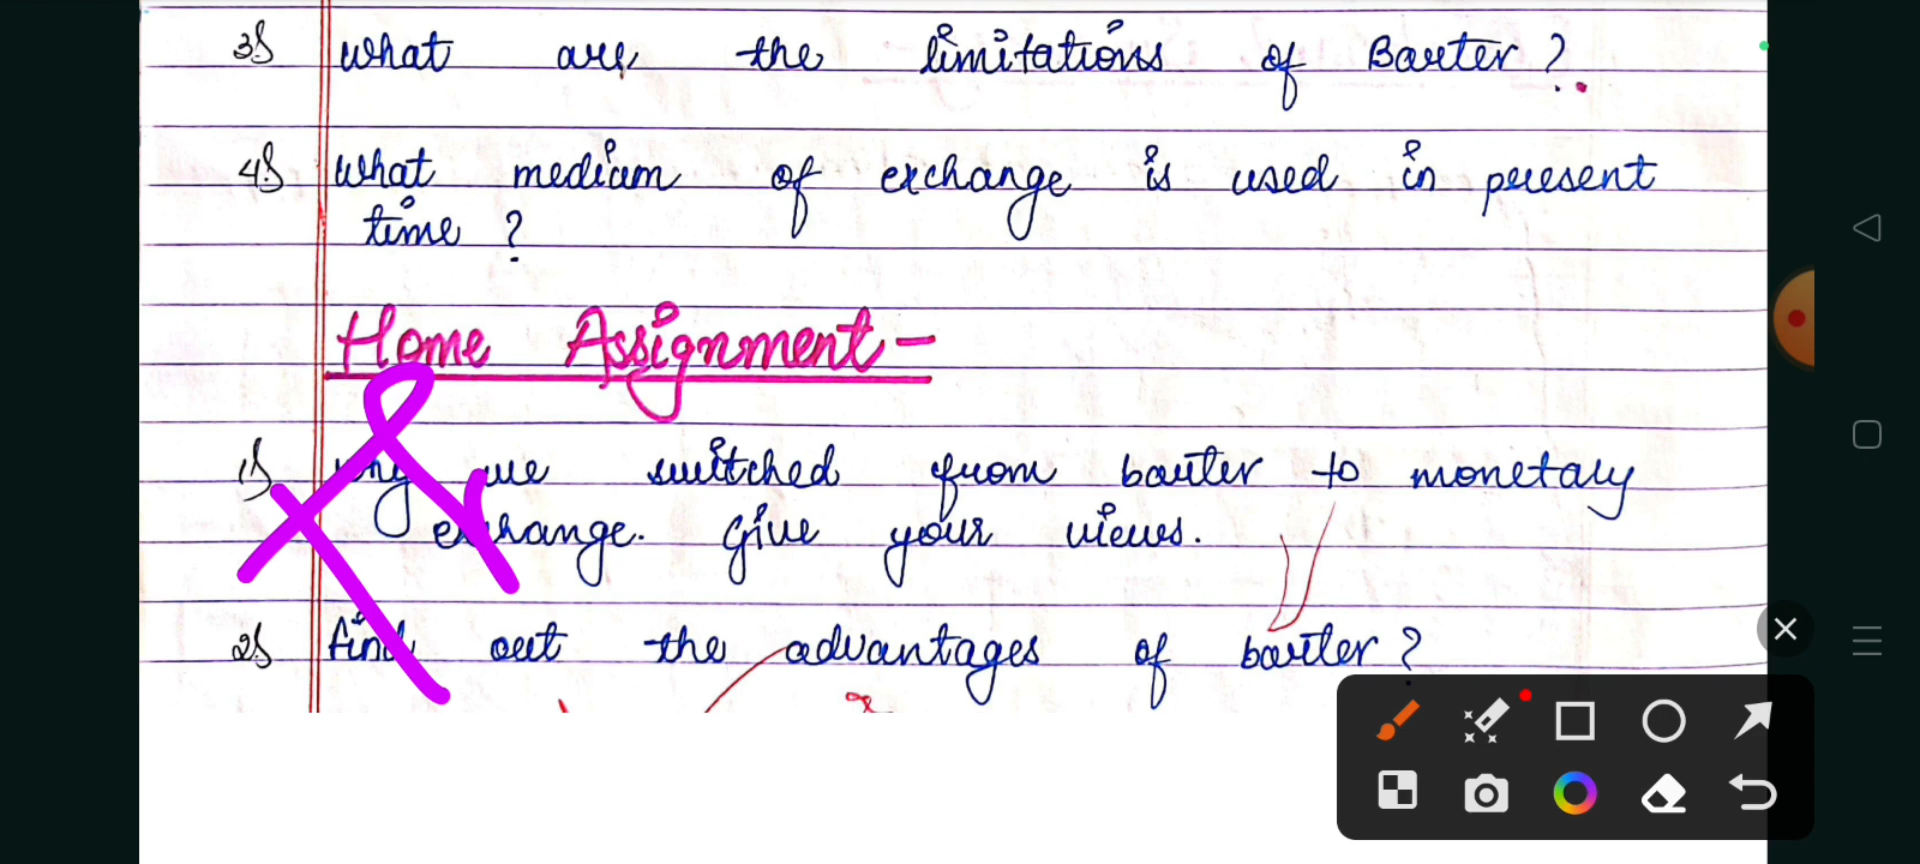 3) What are the limitations of Barter?
4) What medium of exchange is used in present
time?
Home Assignment-
1) why we switched from barter to monetary
exchange. Give your views.
2) find out the advantages of barter?